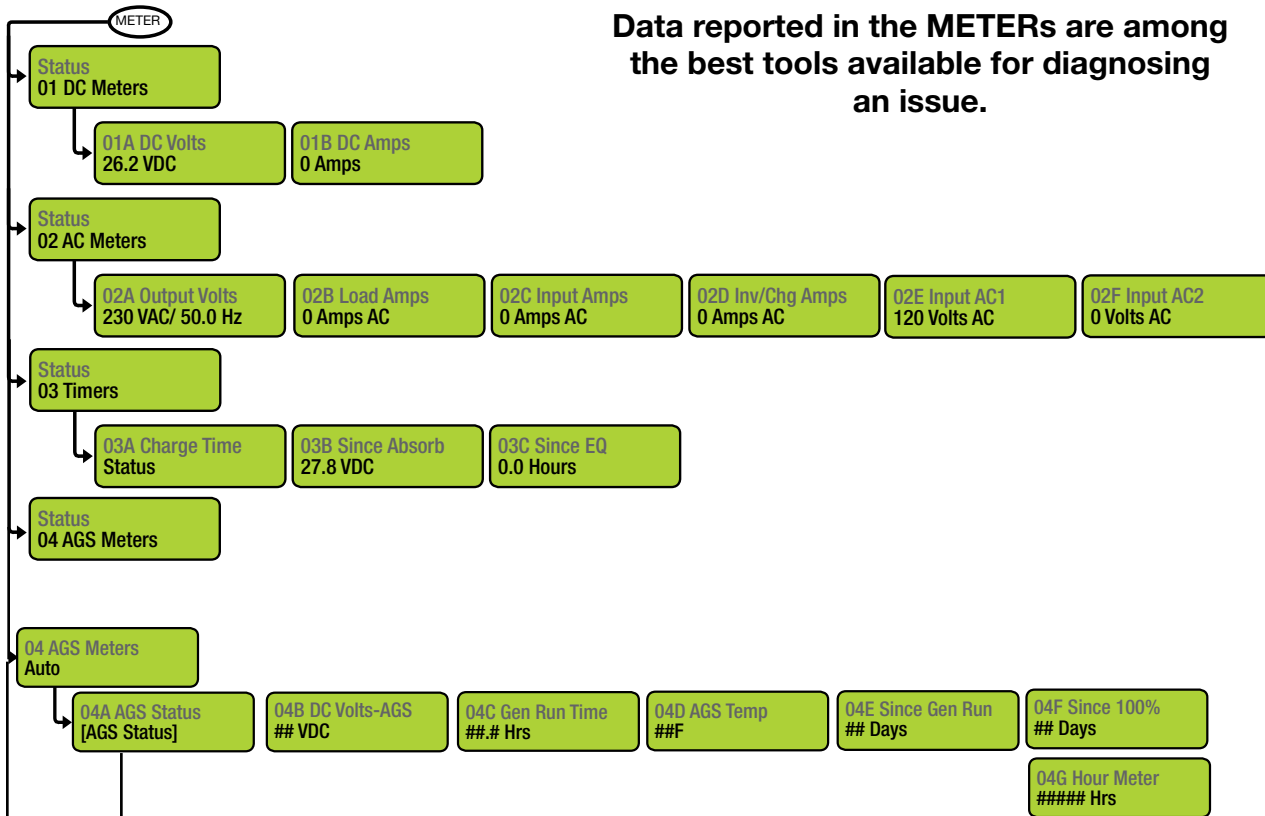 METER
Data reported in the METERs are among
the best tools available for diagnosing
an issue.
Status
01 DC Meters
01A DC Volts
26.2 VDC
01B DC Amps
0 Amps
Status
02 AC Meters
02A Output Volts
230 VAC/ 50.0 Hz
02B Load Amps
0 Amps AC
02C Input Amps
0 Amps AC
02D Inv/Chg Amps
0 Amps AC
02E Input AC1
120 Volts AC
02F Input AC2
0 Volts AC
Status
03 Timers
03A Charge Time
Status
03B Since Absorb
27.8 VDC
03C Since EQ
0.0 Hours
Status
04 AGS Meters
04 AGS Meters
Auto
04A AGS Status
[AGS Status]
04B DC Volts-AGS
## VDC
04C Gen Run Time
##.# Hrs
04D AGS Temp
##F
04E Since Gen Run
## Days
04F Since 100%
## Days
04G Hour Meter
##### Hrs